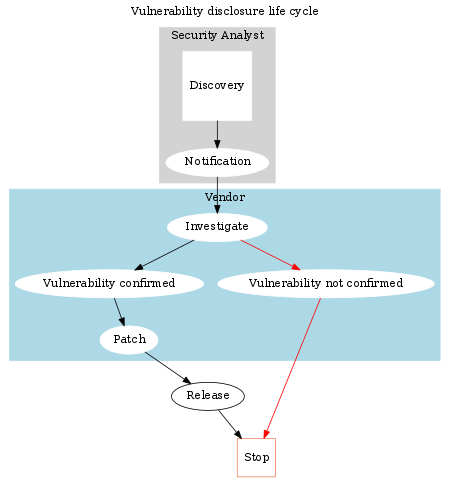 Vulnerability disclosure life cycle
Security Analyst
Discovery
Notification
Vendor
Investigate
Vulnerability confirmed
Vulnerability not confirmed
Patch
Release
Stop